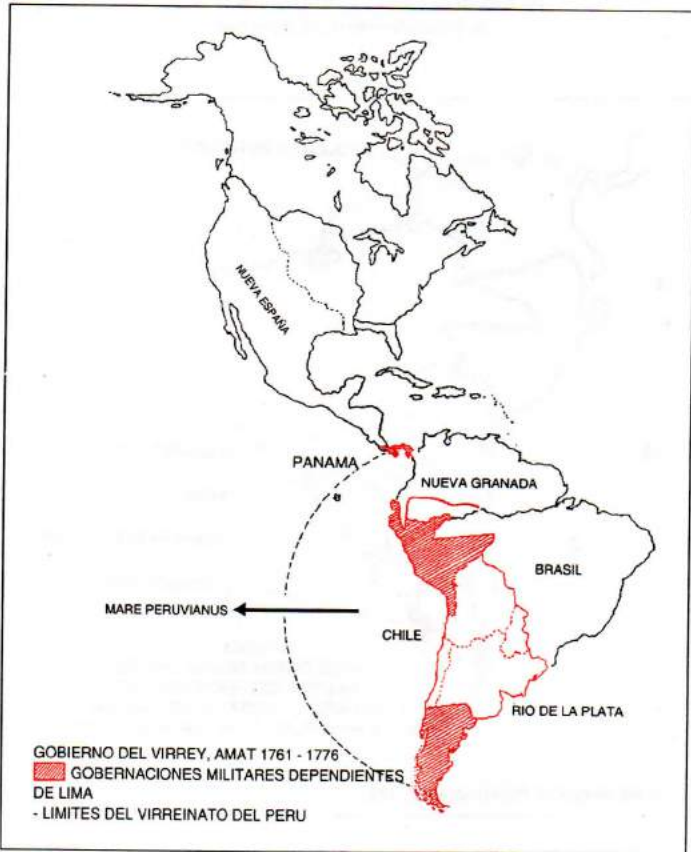 NUEVA ESPAÑA
PANAMA
NUEVA GRANADA
BRASIL
MARE PERUVIANUS
CHILE
RIO DE LA PLATA
GOBIERNO DEL VIRREY, AMAT 1761 - 1776
GOBERNACIONES MILITARES DEPENDIENTES
DE LIMA
- LIMITES DEL VIRREINATO DEL PERU